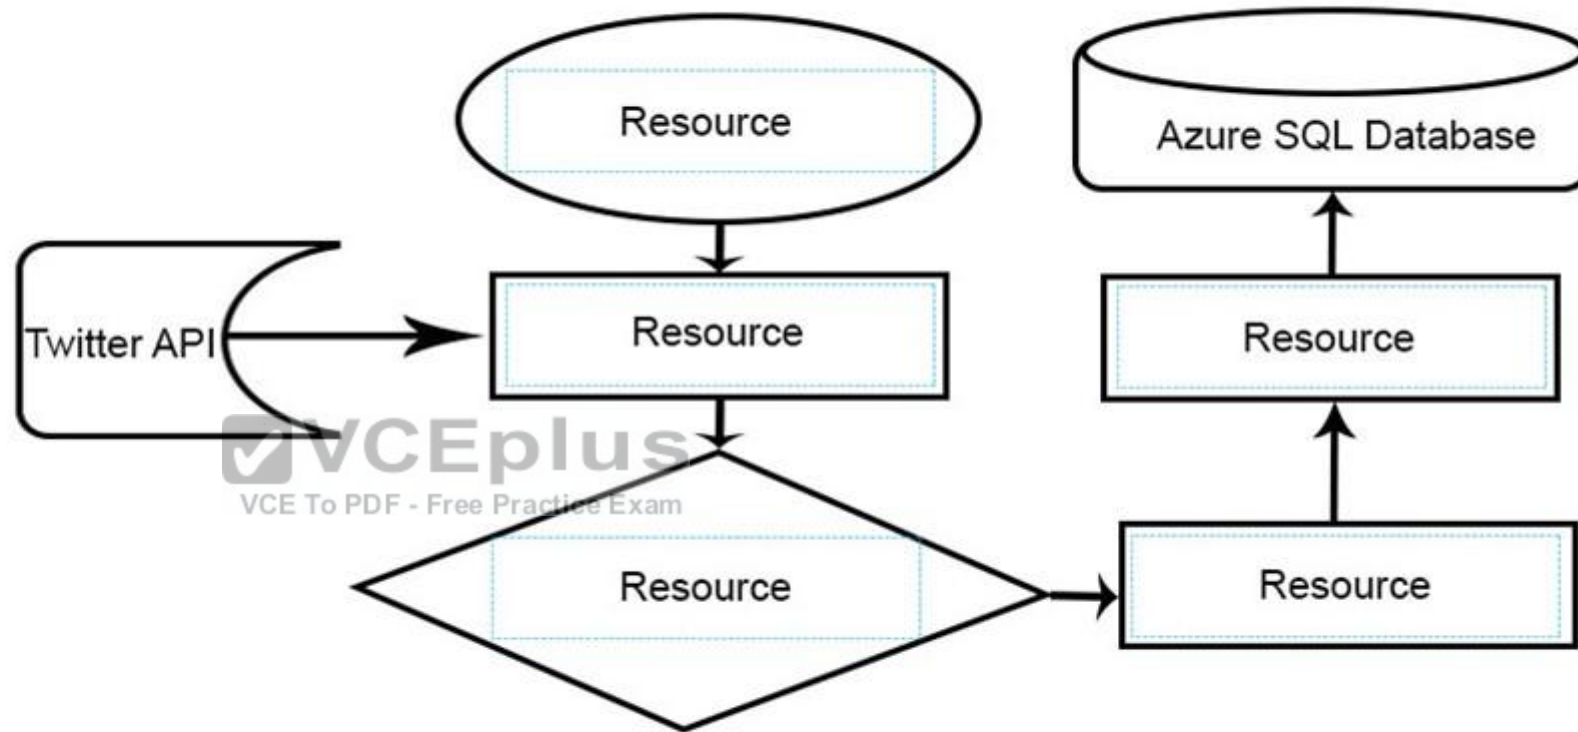 Resource
Azure SQL Database
Twitter API
Resource
Resource
VCEplus
VCE To PDF - Free Practice Exam
Resource
Resource